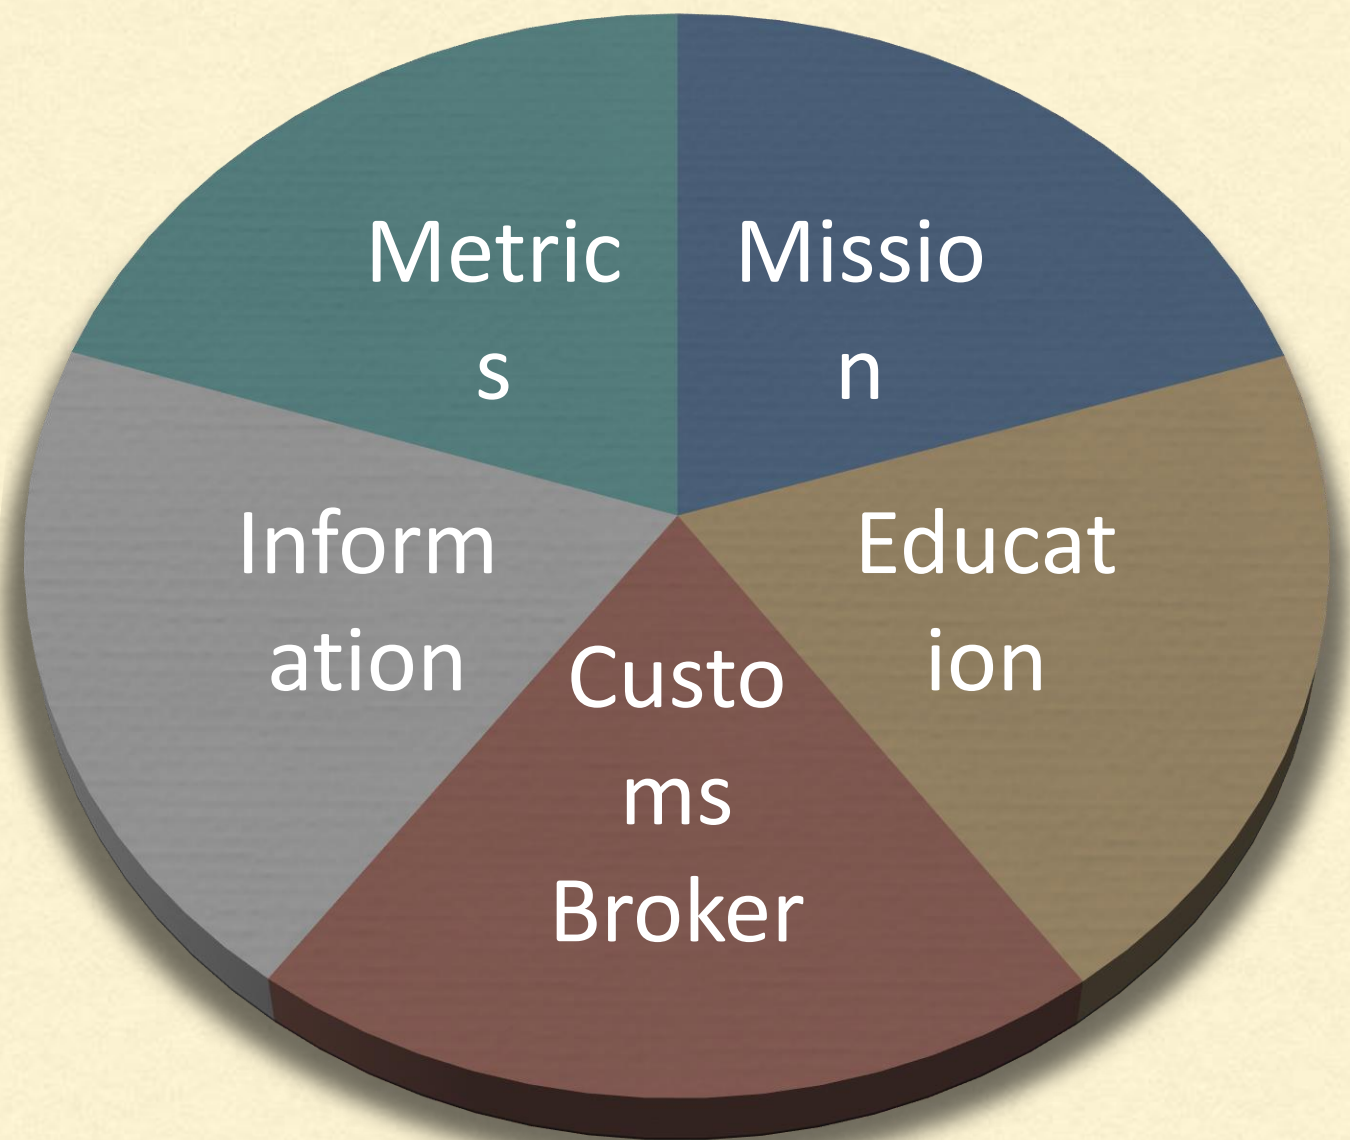 Metric
s
Missio
n
Inform
ation
Educat
ion
Custo
ms
Broker